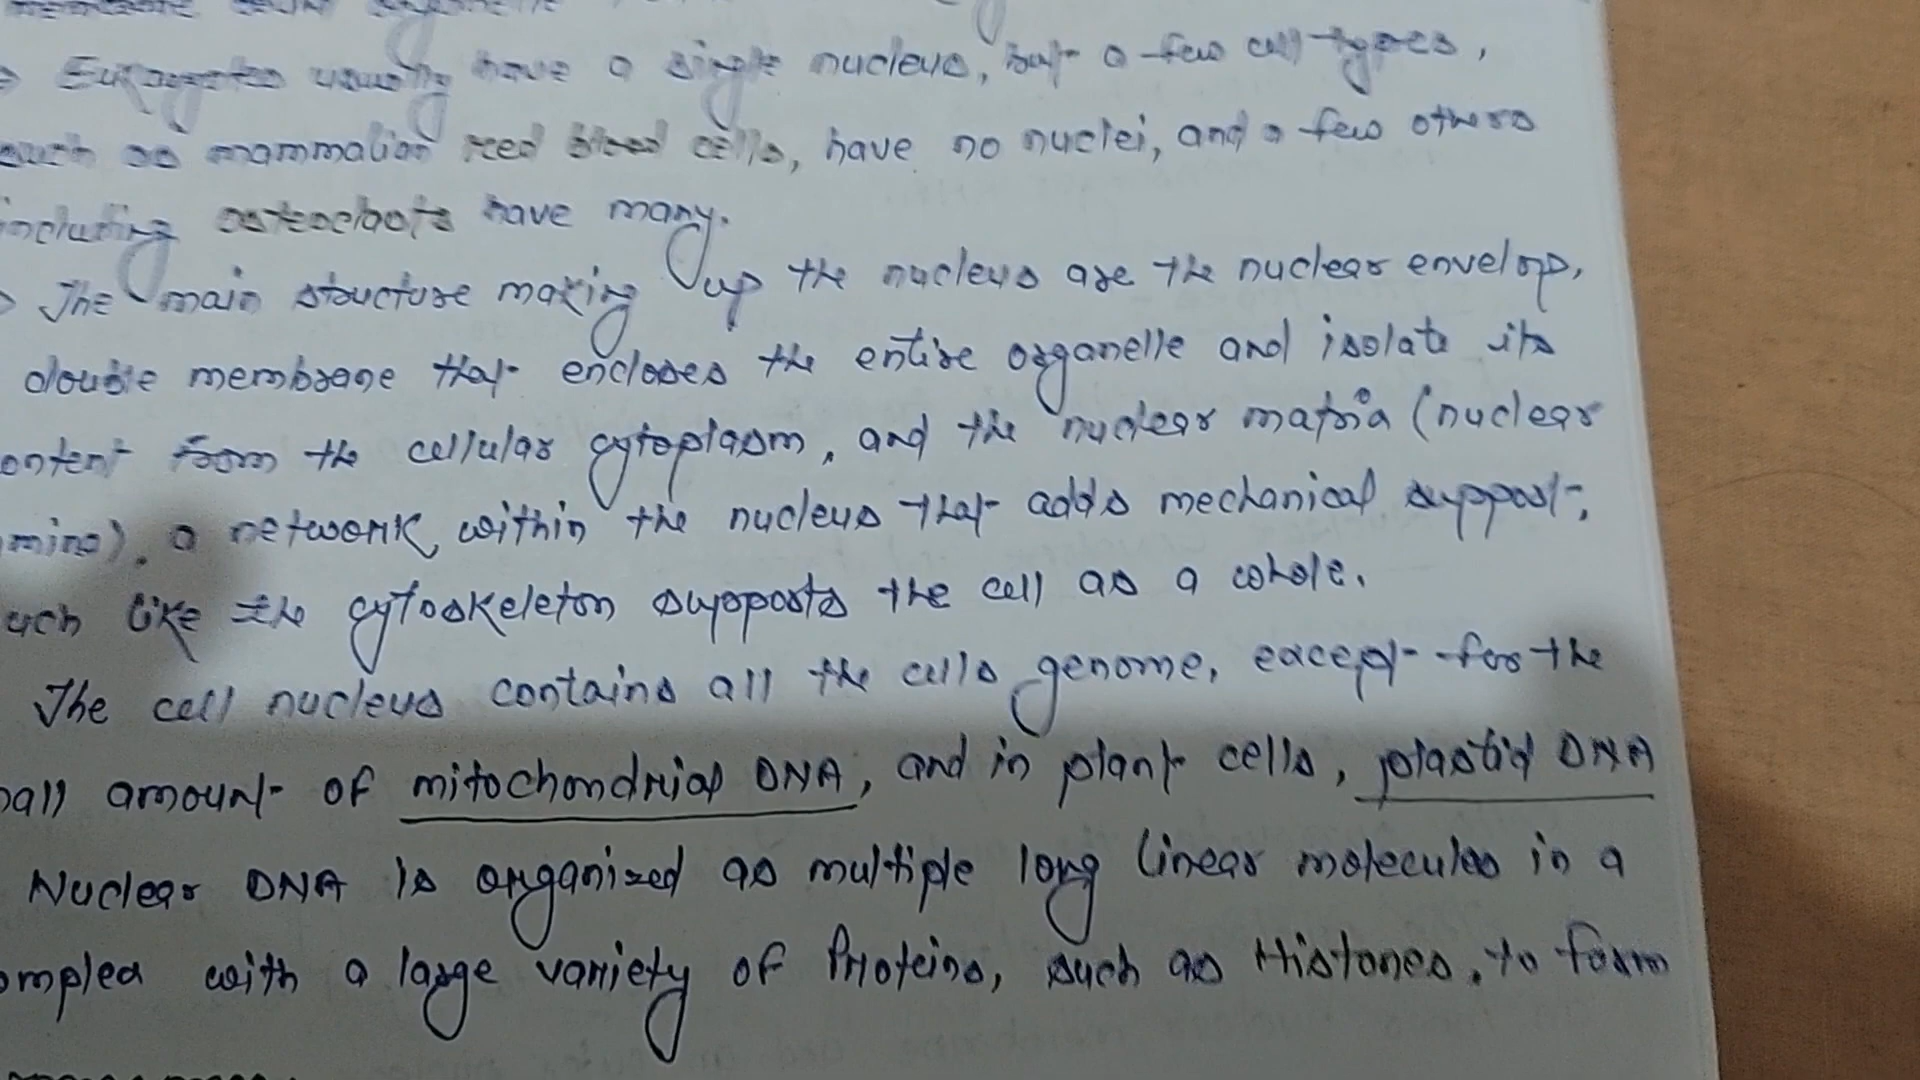 Eukaryotes usually have a single nucleus, but a few cell types,
such as mammalian red blood cells, have no nuclei, and a few others
including osteoclasts have many.
The main structure making up the nucleus are the nuclear envelop,
double membrane that encloses the entire organelle and isolate its
ontent from the cellular cytoplasm, and the nuclear matrix (nuclear
mina), a network within the nucleus that adds mechanical support,
uch like the cytoskeleton supports the cell as a whole.
The cell nucleus contains all the cells genome, except for the
all amount of mitochondrial DNA, and in plant cells, plastid DNA
Nuclear DNA is organized as multiple long linear molecules in a
omplex with a large variety of Proteins, such as Histones, to form